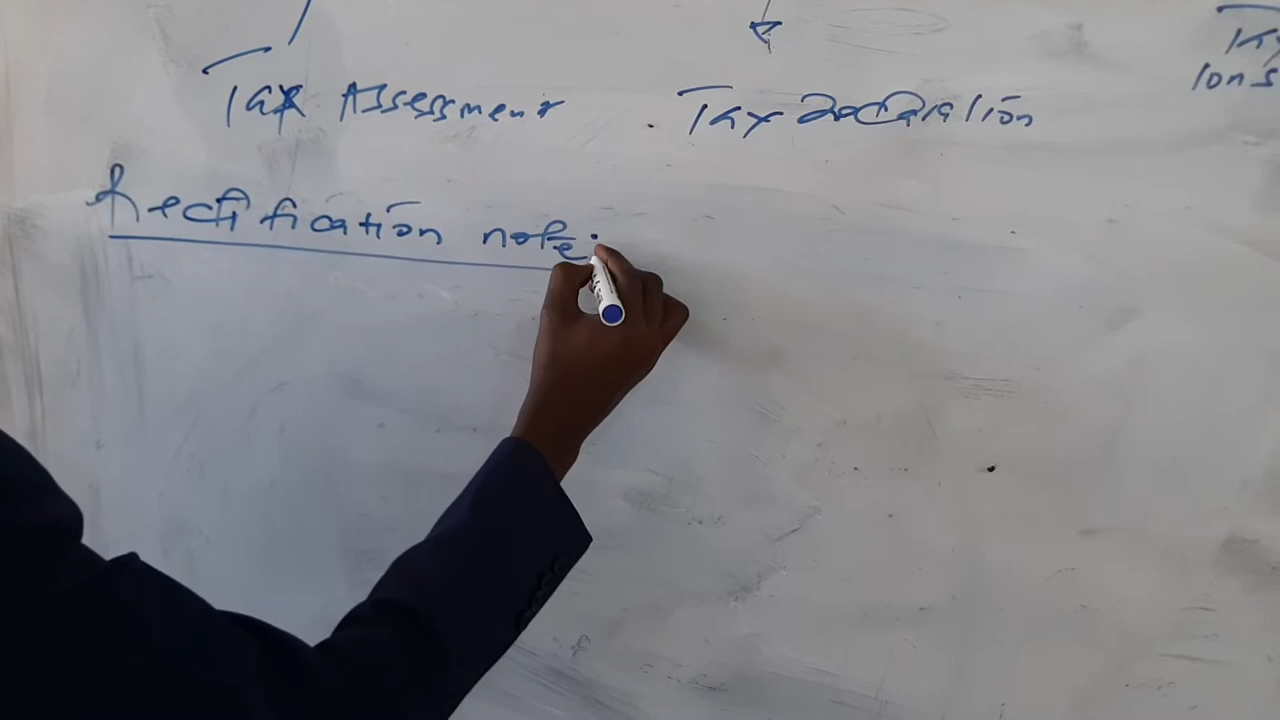 Tax Assessment
Tax Declaration
Rectification note: